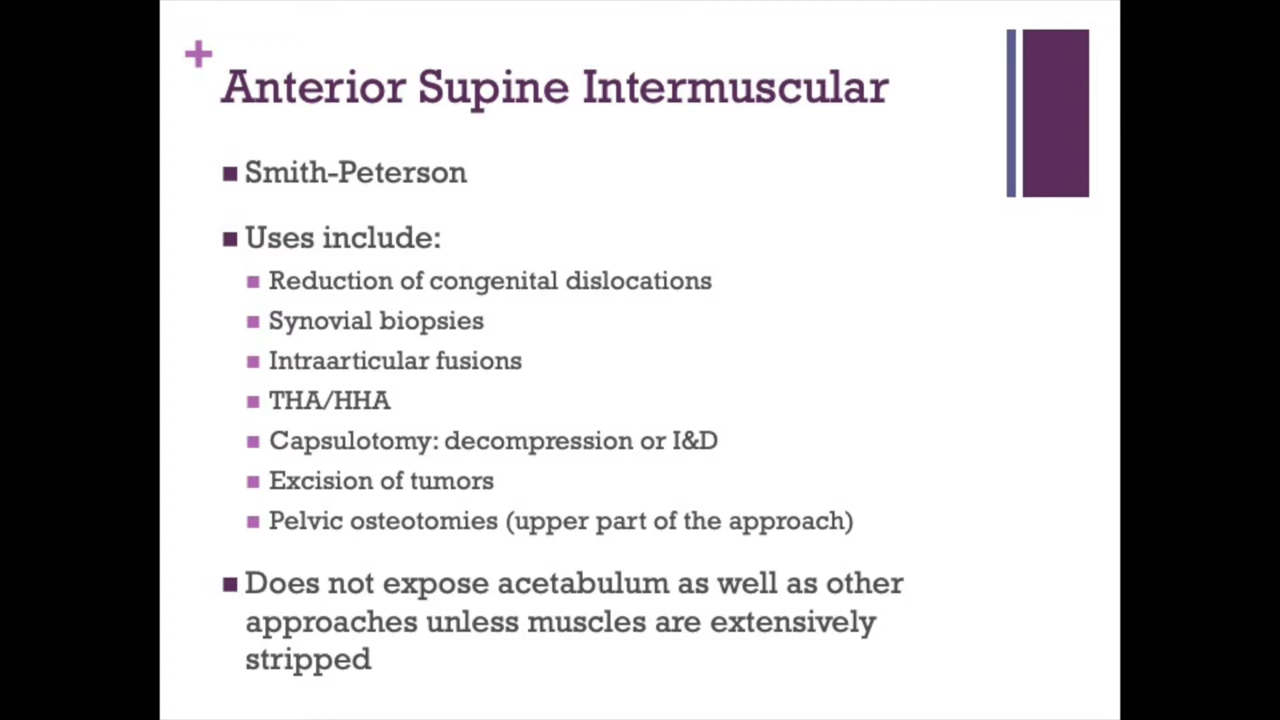 Anterior Supine Intermuscular
Smith-Peterson
Uses include:
Reduction of congenital dislocations
Synovial biopsies
Intraarticular fusions
THA/HHA
Capsulotomy: decompression or I&D
Excision of tumors
Pelvic osteotomies (upper part of the approach)
Does not expose acetabulum as well as other
approaches unless muscles are extensively
stripped